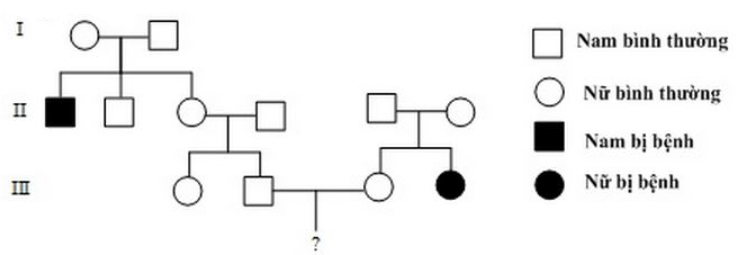 I
II
III
?
Nam bình thường
Nữ bình thường
Nam bị bệnh
Nữ bị bệnh